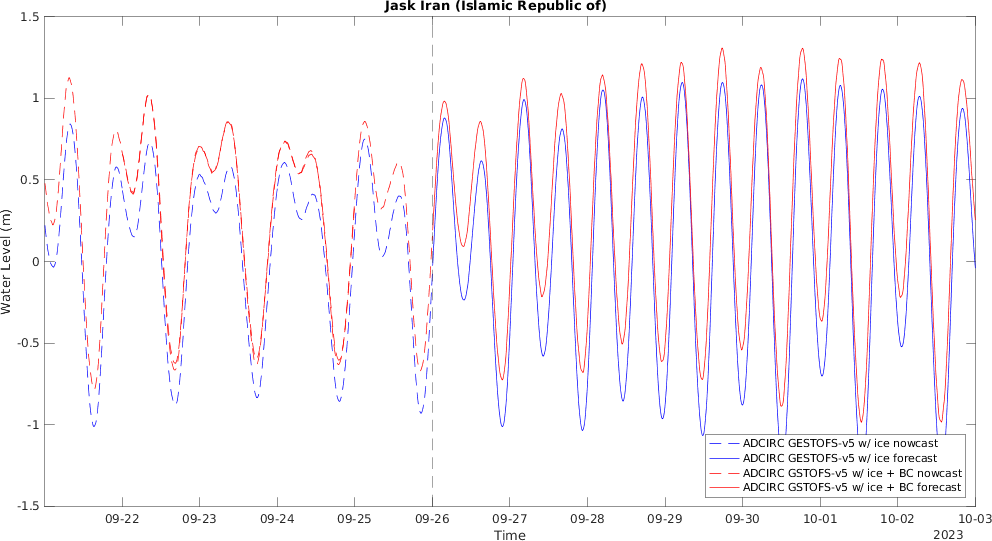 Jask Iran (Islamic Republic of)
1.5
1
0.5
0
-0.5
-1
-1.5
Water Level (m)
09-22 09-23 09-24 09-25 09-26 09-27 09-28 09-29 09-30 10-01 10-02 10-03
Time
2023
ADCIRC GESTOFS-v5 w/ ice nowcast
ADCIRC GESTOFS-v5 w/ ice forecast
ADCIRC GSTOFS-v5 w/ ice + BC nowcast
ADCIRC GSTOFS-v5 w/ ice + BC forecast